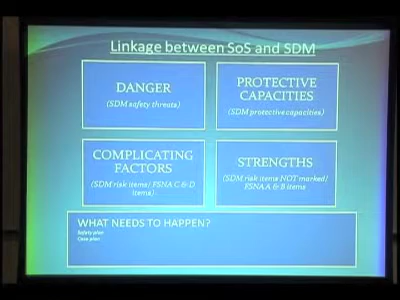 Linkage between SoS and SDM
DANGER
(SDM safety threats)
PROTECTIVE
CAPACITIES
(SDM protective capacities)
COMPLICATING
FACTORS
(SDM risk items/ FSNA C & D
items)
STRENGTHS
(SDM risk items NOT marked/
FSNA A & B items
WHAT NEEDS TO HAPPEN?
Safety plan
Case plan